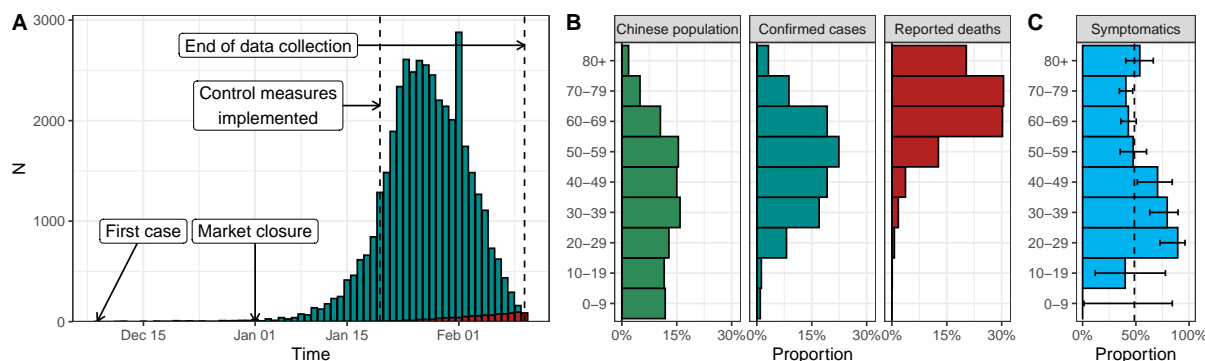 A
3000
2000
1000
0
N
End of data collection
Control measures
implemented
First case
Market closure
Dec 15
Jan 01
Jan 15
Feb 01
Time
B
Chinese population
Confirmed cases
Reported deaths
80+
70−79
60−69
50−59
40−49
30−39
20−29
10−19
0−9
0% 15% 30%
0% 15% 30%
0% 15% 30%
Proportion
C
Symptomatics
80+
70−79
60−69
50−59
40−49
30−39
20−29
10−19
0−9
0% 50% 100%
Proportion